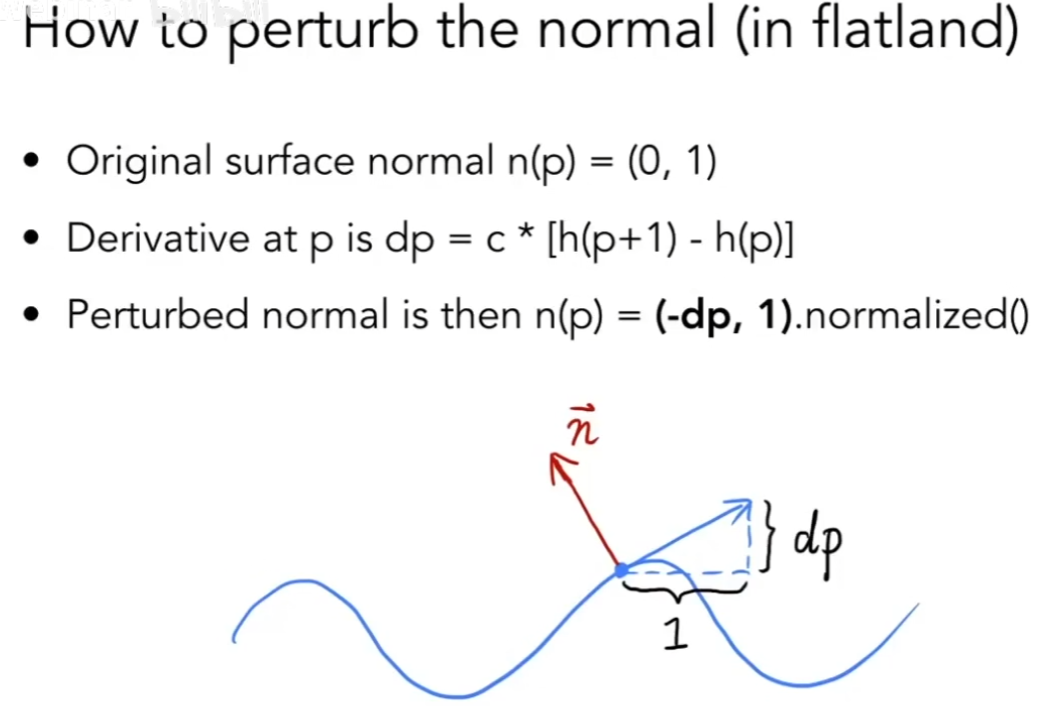 How to perturb the normal (in flatland)
• Original surface normal n(p) = (0, 1)
• Derivative at p is dp = c * [h(p+1) - h(p)]
• Perturbed normal is then n(p) = (-dp, 1).normalized()
n⃗
} dp
1